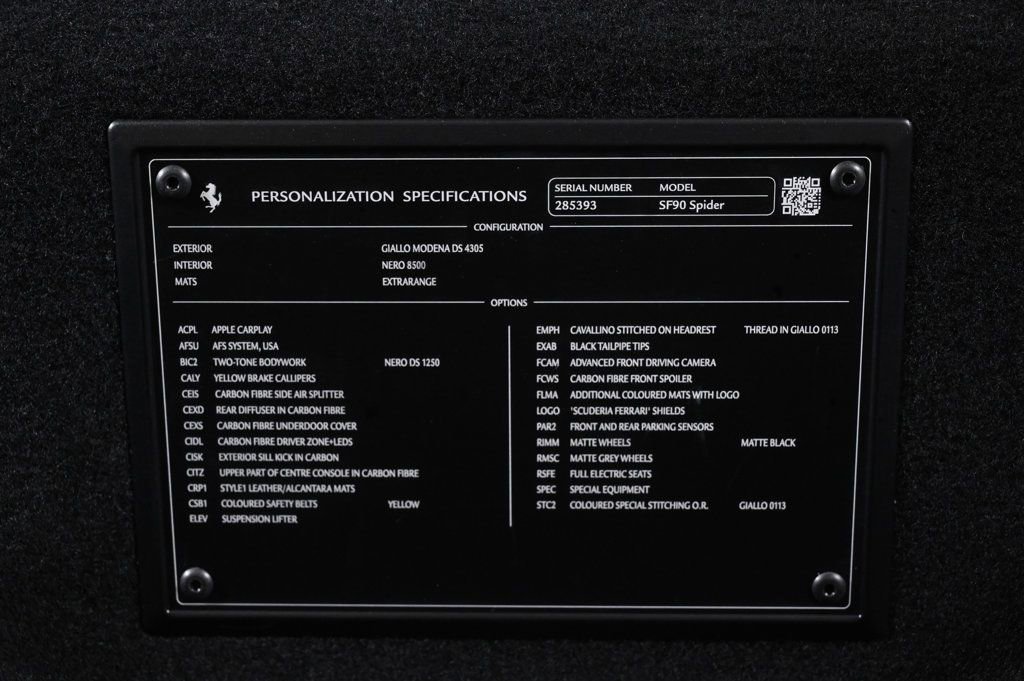 PERSONALIZATION SPECIFICATIONS
SERIAL NUMBER MODEL
285393 SF90 Spider
CONFIGURATION
EXTERIOR GIALLO MODENA DS 4305
INTERIOR NERO 8500
MATS EXTRARANGE
OPTIONS
ACPL APPLE CARPLAY
AFSU AFS SYSTEM, USA
BIC2 TWO-TONE BODYWORK NERO DS 1250
CALY YELLOW BRAKE CALLIPERS
CEIS CARBON FIBRE SIDE AIR SPLITTER
CEXD REAR DIFFUSER IN CARBON FIBRE
CEXS CARBON FIBRE UNDERDOOR COVER
CIDL CARBON FIBRE DRIVER ZONE+LEDS
CISK EXTERIOR SILL KICK IN CARBON
CITZ UPPER PART OF CENTRE CONSOLE IN CARBON FIBRE
CRP1 STYLE1 LEATHER/ALCANTARA MATS
CSB1 COLOURED SAFETY BELTS YELLOW
ELEV SUSPENSION LIFTER
EMPH CAVALLINO STITCHED ON HEADREST THREAD IN GIALLO 0113
EXAB BLACK TAILPIPE TIPS
FCAM ADVANCED FRONT DRIVING CAMERA
FCWS CARBON FIBRE FRONT SPOILER
FLMA ADDITIONAL COLOURED MATS WITH LOGO
LOGO 'SCUDERIA FERRARI' SHIELDS
PAR2 FRONT AND REAR PARKING SENSORS
RIMM MATTE WHEELS MATTE BLACK
RMSC MATTE GREY WHEELS
RSFE FULL ELECTRIC SEATS
SPEC SPECIAL EQUIPMENT
STC2 COLOURED SPECIAL STITCHING O.R. GIALLO 0113